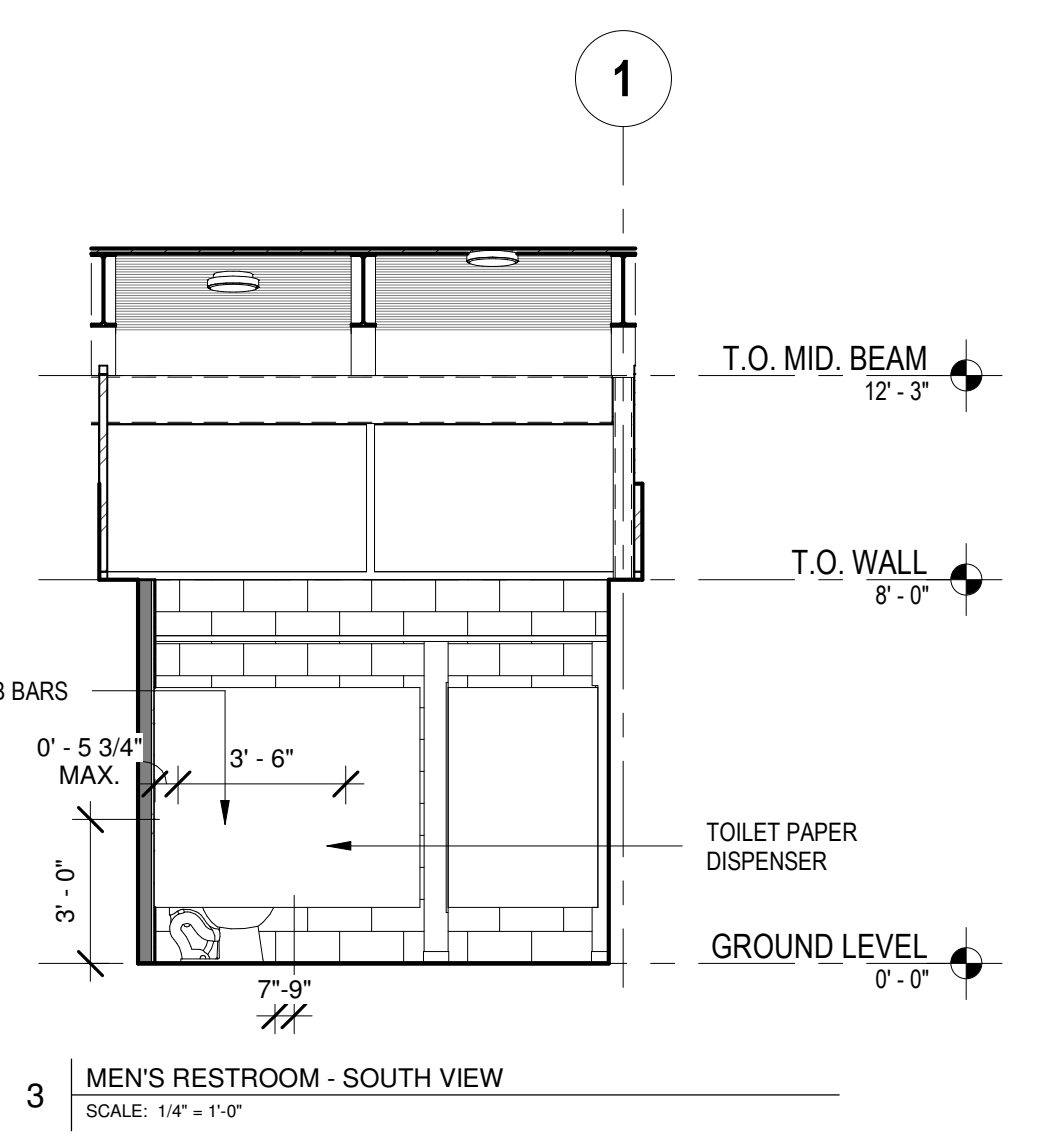 1
T.O. MID. BEAM
12' - 3"
T.O. WALL
8' - 0"
BARS
0' - 5 3/4"
MAX.
3' - 6"
TOILET PAPER
DISPENSER
3' - 0"
GROUND LEVEL
0' - 0"
7"-9"
3
MEN'S RESTROOM - SOUTH VIEW
SCALE: 1/4" = 1'-0"